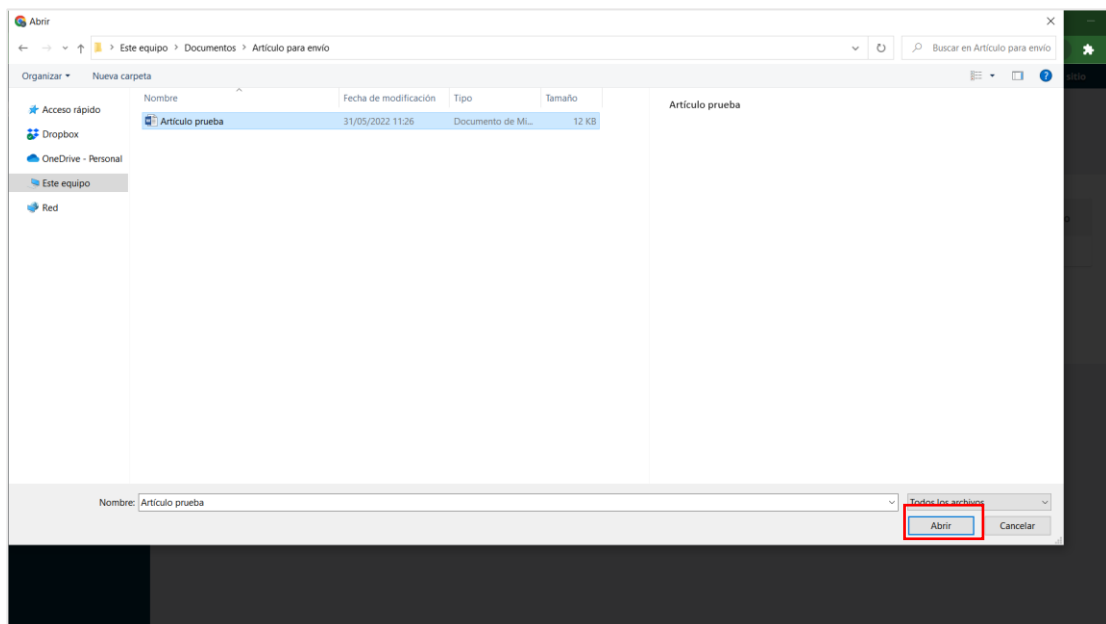 Abrir
Este equipo > Documentos > Artículo para envío
Buscar en Artículo para envío
Organizar
Nueva carpeta
sitio
Nombre Fecha de modificación Tipo Tamaño
Artículo prueba 31/05/2022 11:26 Documento de Mi... 12 KB
Artículo prueba
Acceso rápido
Dropbox
OneDrive - Personal
Este equipo
Red
Nombre: Artículo prueba
Todos los archivos
Abrir
Cancelar